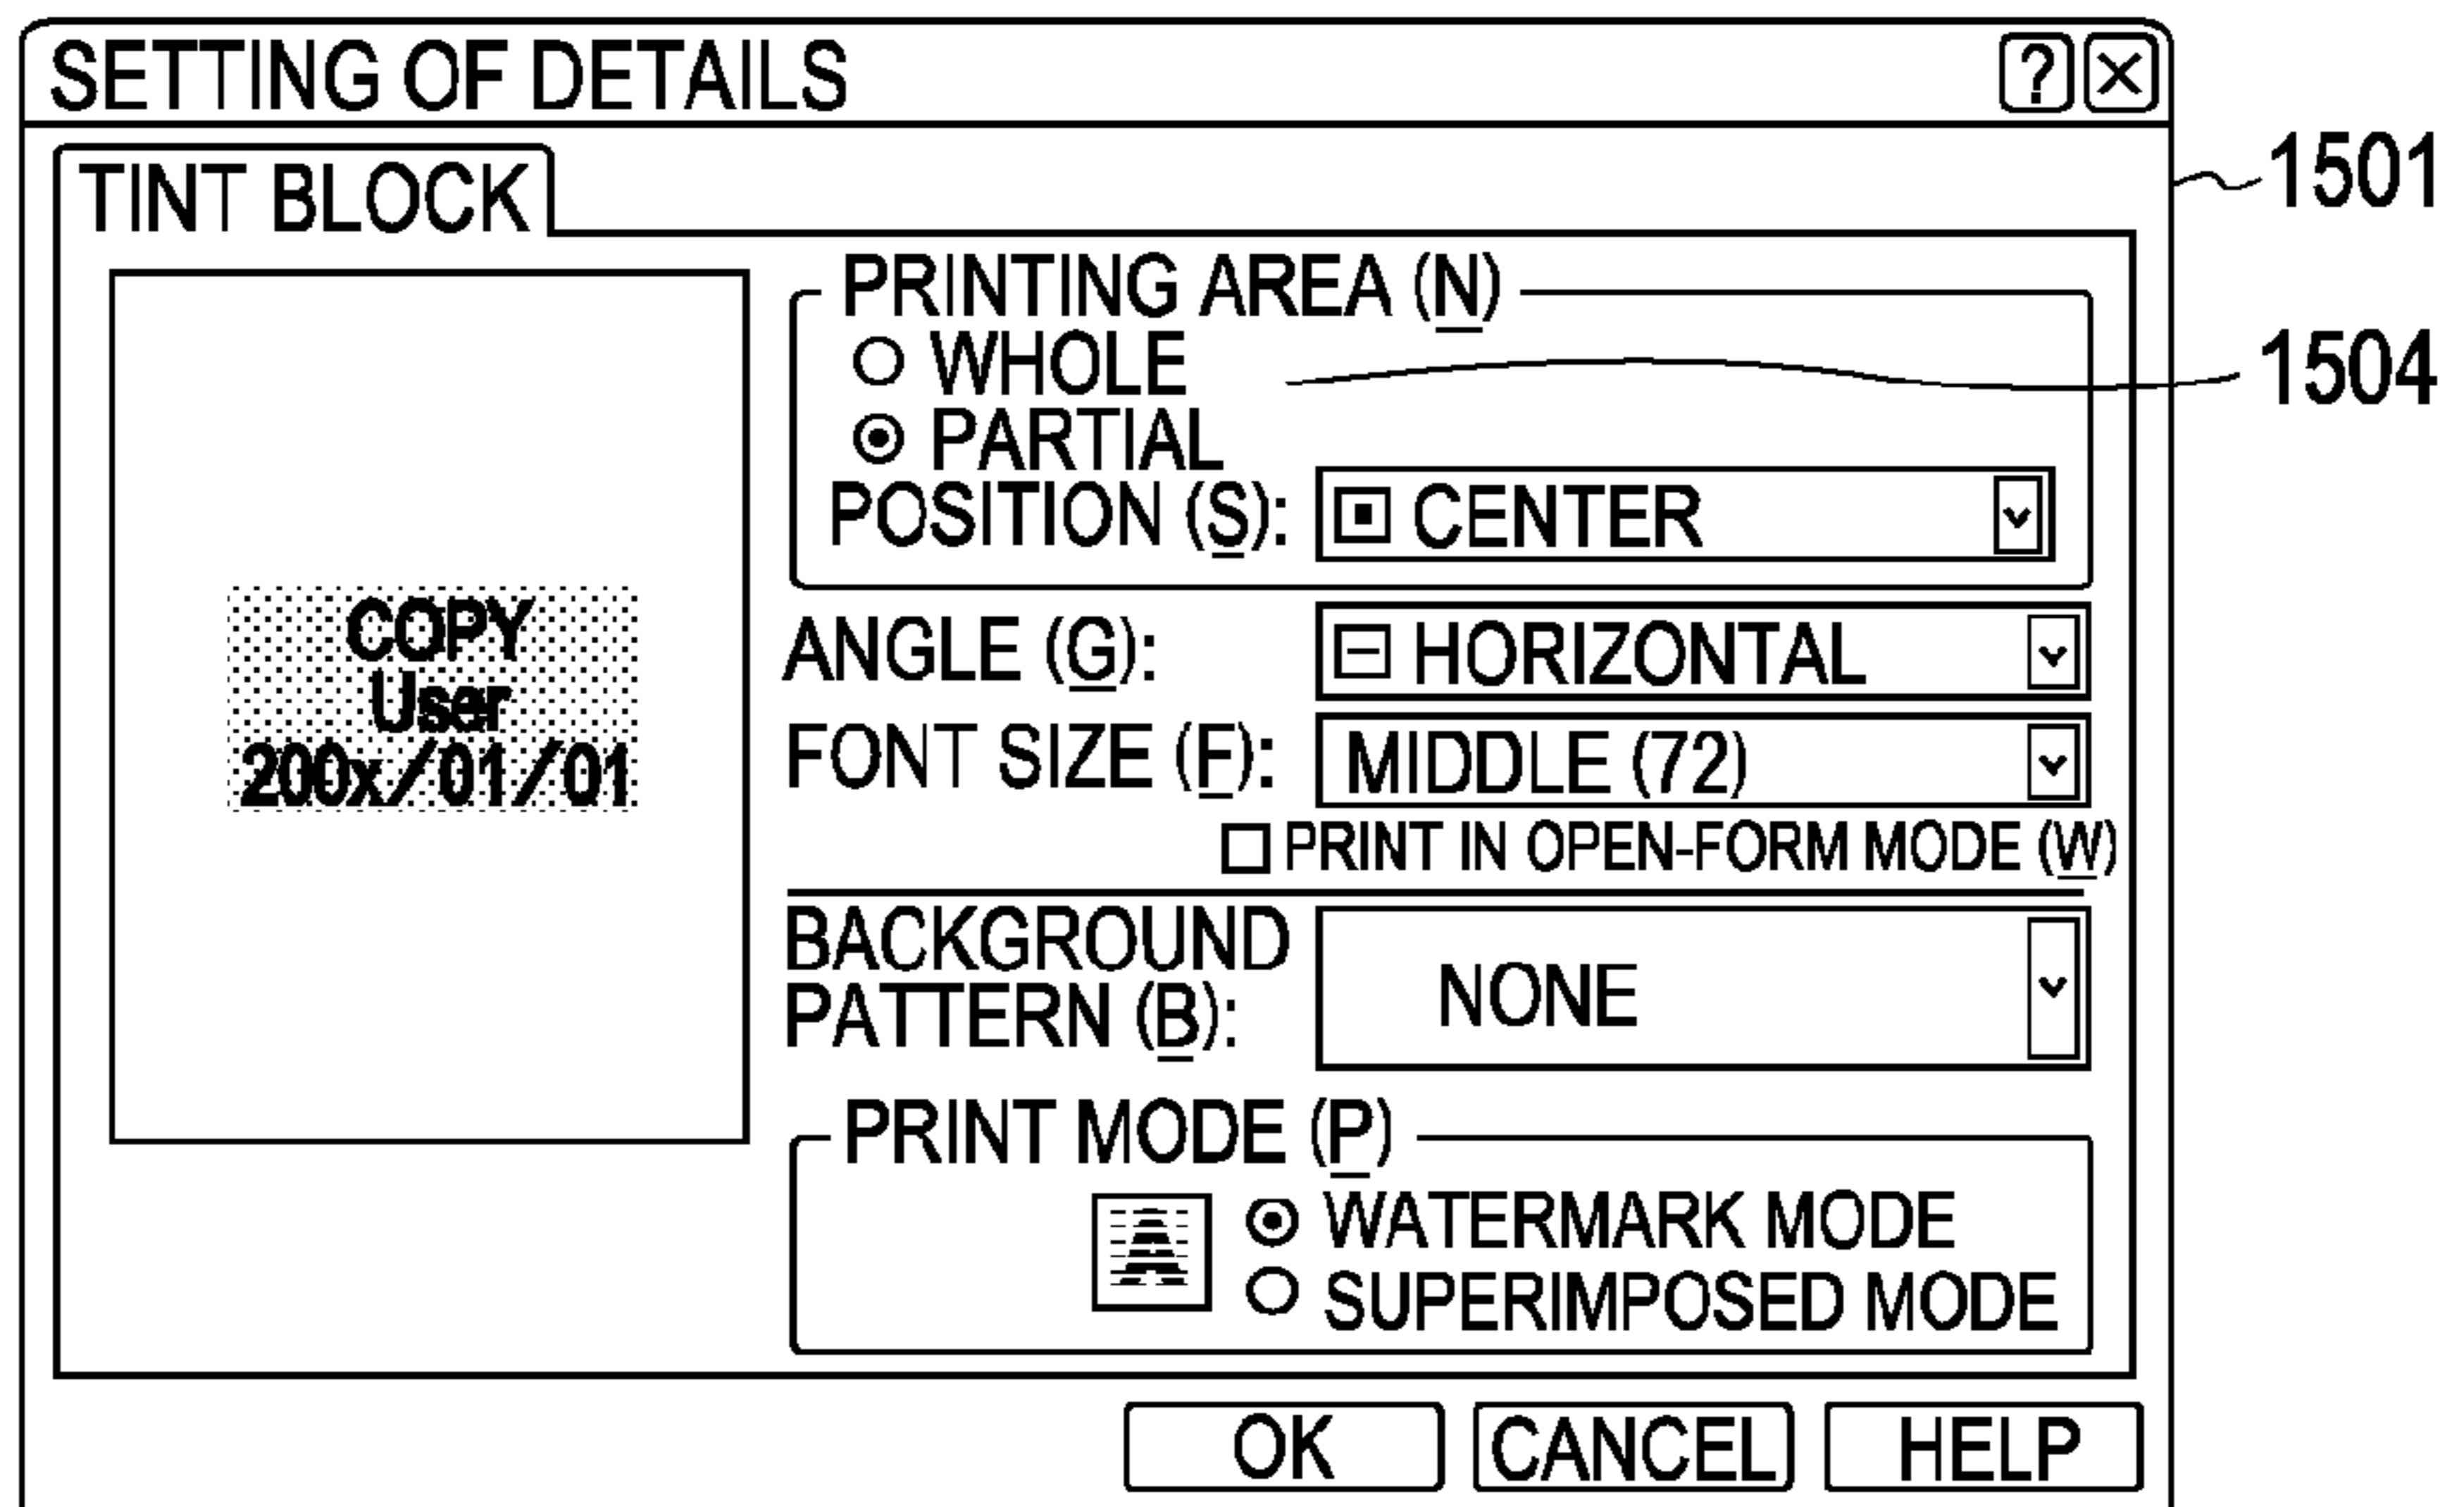 SETTING OF DETAILS ? ×
1501
TINT BLOCK
PRINTING AREA (N)
WHOLE
1504
PARTIAL
POSITION (S): CENTER
COPY
User
200x/01/01
ANGLE (G): HORIZONTAL
FONT SIZE (F): MIDDLE (72)
PRINT IN OPEN-FORM MODE (W)
BACKGROUND
PATTERN (B): NONE
PRINT MODE (P)
A WATERMARK MODE
SUPERIMPOSED MODE
OK CANCEL HELP